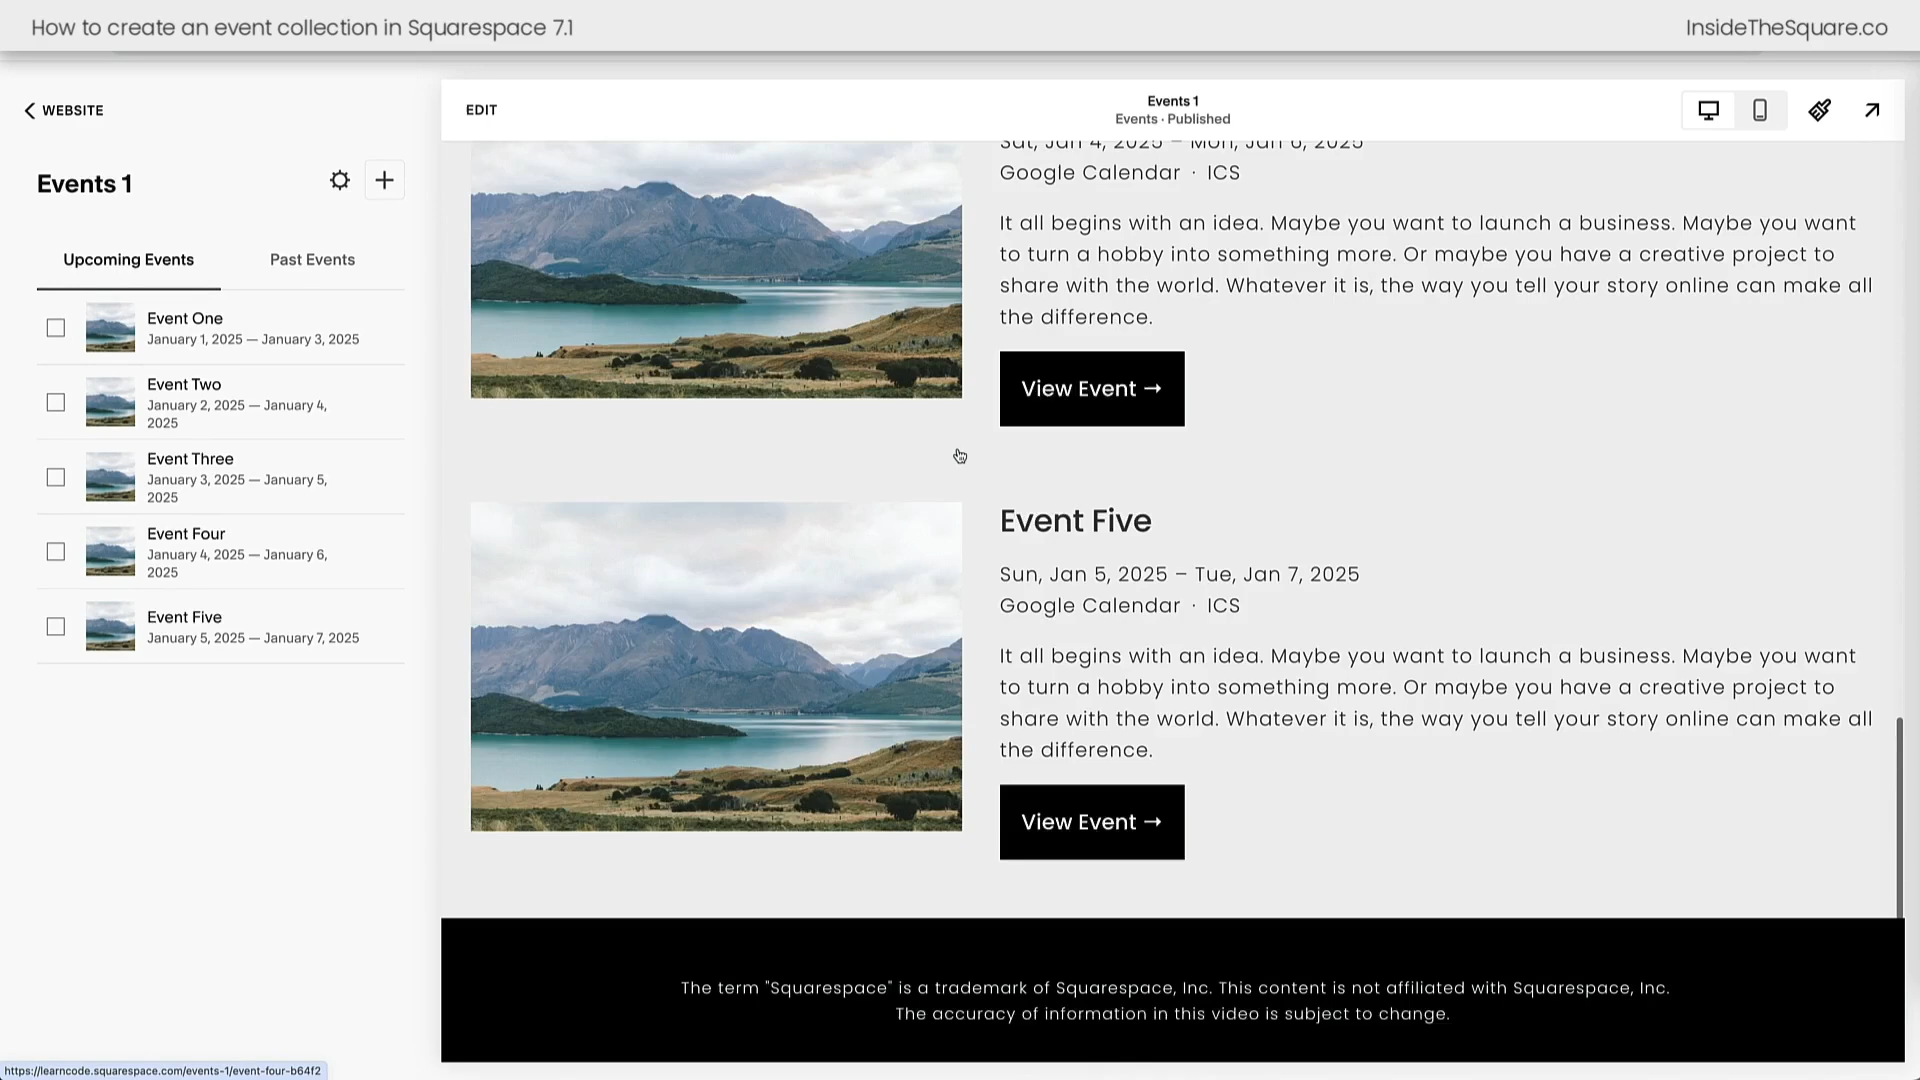 How to create an event collection in Squarespace 7.1
InsideTheSquare.co
WEBSITE
EDIT
Events 1
Events · Published
Events 1
Upcoming Events
Past Events
Event One
January 1, 2025 — January 3, 2025
Event Two
January 2, 2025 — January 4,
2025
Event Three
January 3, 2025 — January 5,
2025
Event Four
January 4, 2025 — January 6,
2025
Event Five
January 5, 2025 — January 7, 2025
Sat, Jan 4, 2025 – Mon, Jan 6, 2025
Google Calendar · ICS
It all begins with an idea. Maybe you want to launch a business. Maybe you want
to turn a hobby into something more. Or maybe you have a creative project to
share with the world. Whatever it is, the way you tell your story online can make all
the difference.
View Event →
Event Five
Sun, Jan 5, 2025 – Tue, Jan 7, 2025
Google Calendar · ICS
It all begins with an idea. Maybe you want to launch a business. Maybe you want
to turn a hobby into something more. Or maybe you have a creative project to
share with the world. Whatever it is, the way you tell your story online can make all
the difference.
View Event →
The term "Squarespace" is a trademark of Squarespace, Inc. This content is not affiliated with Squarespace, Inc.
The accuracy of information in this video is subject to change.
https://learncode.squarespace.com/events-1/event-four-b64f2